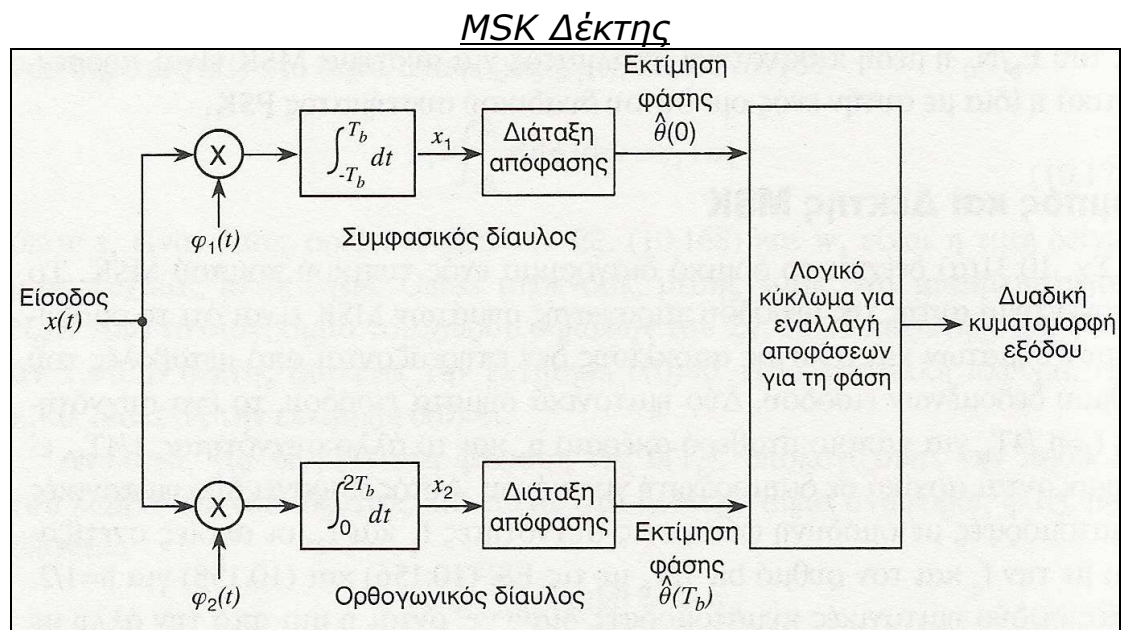 MSK Δέκτης
Εκτίμηση
φάσης
θ̂(0)
X
∫_{-T_b}^{T_b} dt
x₁
Διάταξη
απόφασης
φ₁(t)
Συμφασικός δίαυλος
Είσοδος
x(t)
Λογικό
κύκλωμα για
εναλλαγή
αποφάσεων
για τη φάση
Δυαδική
κυματομορφή
εξόδου
X
∫_{0}^{2T_b} dt
x₂
Διάταξη
απόφασης
Εκτίμηση
φάσης
θ̂(T_b)
φ₂(t)
Ορθογωνικός δίαυλος